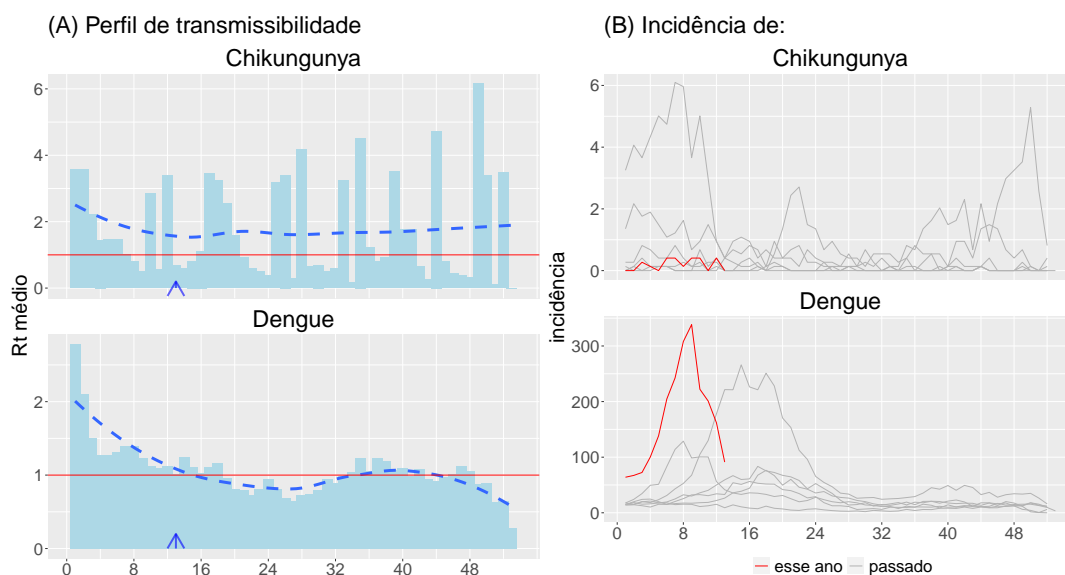 (A) Perfil de transmissibilidade
Chikungunya
6
4
2
0
Dengue
2
1
0
Rt médio
0 8 16 24 32 40 48
(B) Incidência de:
Chikungunya
6
4
2
0
Dengue
300
200
100
0
incidência
0 8 16 24 32 40 48
esse ano passado